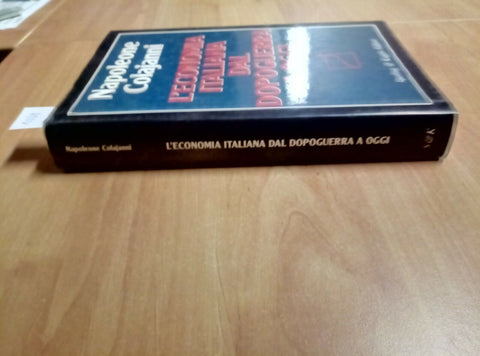 Napoleone
Colajanni
L'ECONOMIA
ITALIANA
DAL
DOPOGUERRA
Napoleone Colajanni
L'ECONOMIA ITALIANA DAL DOPOGUERRA A OGGI